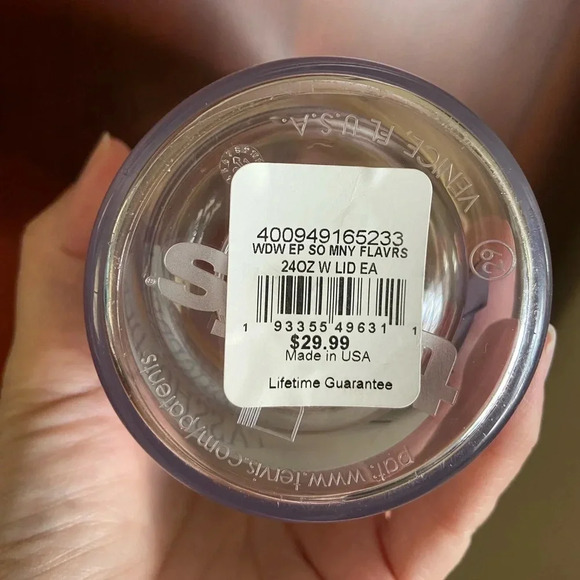 400949165233
WDW EP SO MNY FLAVRS
24OZ W LID EA
1 93355 49631 1
$29.99
Made in USA
Lifetime Guarantee
VENICE, FL U.S.A.
pat: www.tervis.com/patents